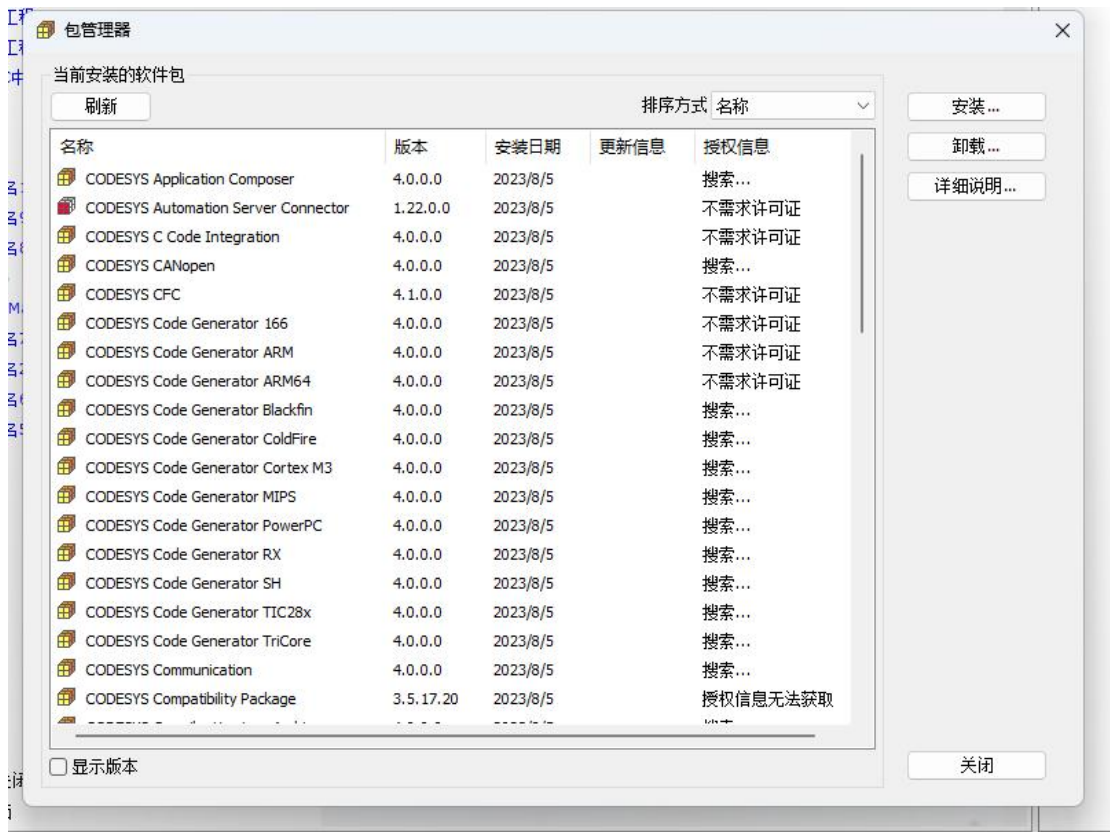 包管理器
当前安装的软件包
刷新 排序方式 名称 安装...
名称 版本 安装日期 更新信息 授权信息 卸载...
CODESYS Application Composer 4.0.0.0 2023/8/5 搜索... 详细说明...
CODESYS Automation Server Connector 1.22.0.0 2023/8/5 不需求许可证
CODESYS C Code Integration 4.0.0.0 2023/8/5 不需求许可证
CODESYS CANopen 4.0.0.0 2023/8/5 搜索...
CODESYS CFC 4.1.0.0 2023/8/5 不需求许可证
CODESYS Code Generator 166 4.0.0.0 2023/8/5 不需求许可证
CODESYS Code Generator ARM 4.0.0.0 2023/8/5 不需求许可证
CODESYS Code Generator ARM64 4.0.0.0 2023/8/5 不需求许可证
CODESYS Code Generator Blackfin 4.0.0.0 2023/8/5 搜索...
CODESYS Code Generator ColdFire 4.0.0.0 2023/8/5 搜索...
CODESYS Code Generator Cortex M3 4.0.0.0 2023/8/5 搜索...
CODESYS Code Generator MIPS 4.0.0.0 2023/8/5 搜索...
CODESYS Code Generator PowerPC 4.0.0.0 2023/8/5 搜索...
CODESYS Code Generator RX 4.0.0.0 2023/8/5 搜索...
CODESYS Code Generator SH 4.0.0.0 2023/8/5 搜索...
CODESYS Code Generator TIC28x 4.0.0.0 2023/8/5 搜索...
CODESYS Code Generator TriCore 4.0.0.0 2023/8/5 搜索...
CODESYS Communication 4.0.0.0 2023/8/5 搜索...
CODESYS Compatibility Package 3.5.17.20 2023/8/5 授权信息无法获取
显示版本 关闭